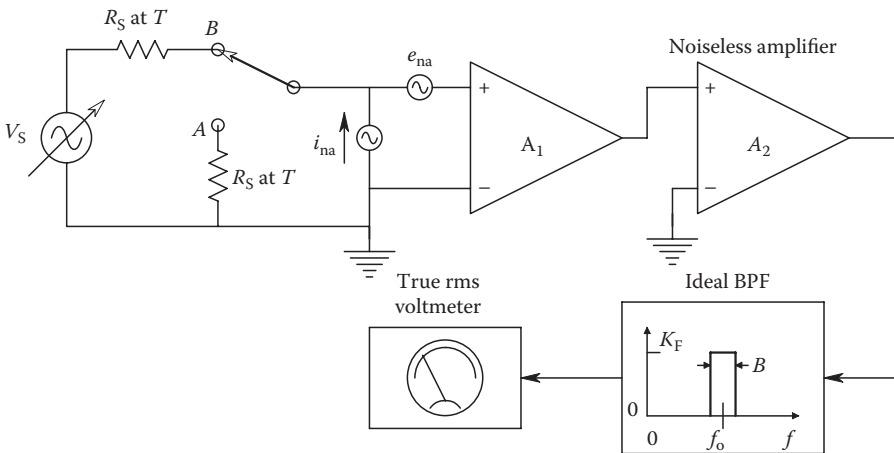 R_S at T
B
e_na
Noiseless amplifier
+
+
V_S
A
i_na
A_1
A_2
R_S at T
−
−
True rms
voltmeter
Ideal BPF
K_F
B
0
0
f_o
f